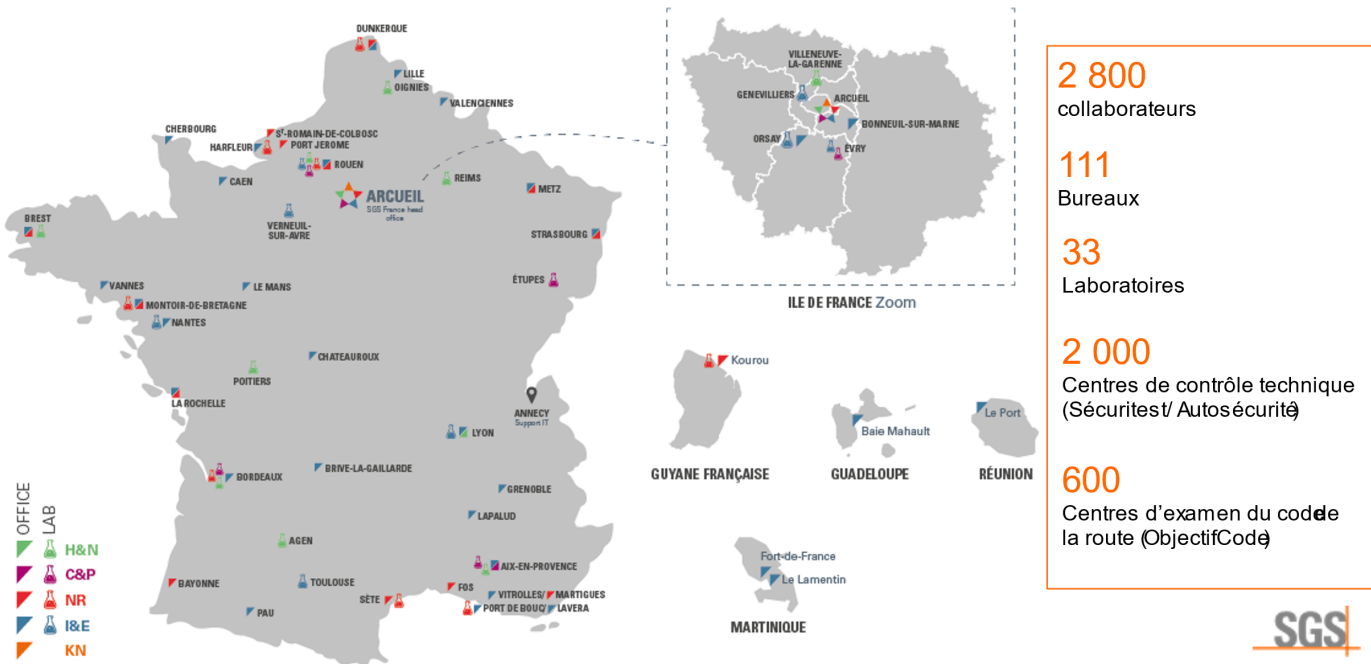 DUNKERQUE
LILLE
OIGNIES
VALENCIENNES
CHERBOURG
Sᵀ-ROMAIN-DE-COLBOSC
HARFLEUR
PORT JEROME
ROUEN
CAEN
ARCUEIL
SGS France head
office
REIMS
METZ
VERNEUIL-
SUR-AVRE
BREST
STRASBOURG
ÉTUPES
VANNES
LE MANS
MONTOIR-DE-BRETAGNE
NANTES
CHATEAUROUX
POITIERS
LA ROCHELLE
ANNECY
Support IT
LYON
BORDEAUX
BRIVE-LA-GAILLARDE
GRENOBLE
LAPALUD
AGEN
AIX-EN-PROVENCE
BAYONNE
TOULOUSE
FOS
SÈTE
VITROLLES/ MARTIGUES
PORT DE BOUC/ LAVERA
PAU
OFFICE
LAB
H&N
C&P
NR
I&E
KN
VILLENEUVE-
LA-GARENNE
GENEVILLIERS
ARCUEIL
BONNEUIL-SUR-MARNE
ORSAY
ÉVRY
ILE DE FRANCE Zoom
Kourou
GUYANE FRANÇAISE
Baie Mahault
GUADELOUPE
Le Port
RÉUNION
Fort-de-France
Le Lamentin
MARTINIQUE
2 800
collaborateurs
111
Bureaux
33
Laboratoires
2 000
Centres de contrôle technique
(Sécuritest/ Autosécurité)
600
Centres d'examen du code de
la route (ObjectifCode)
SGS